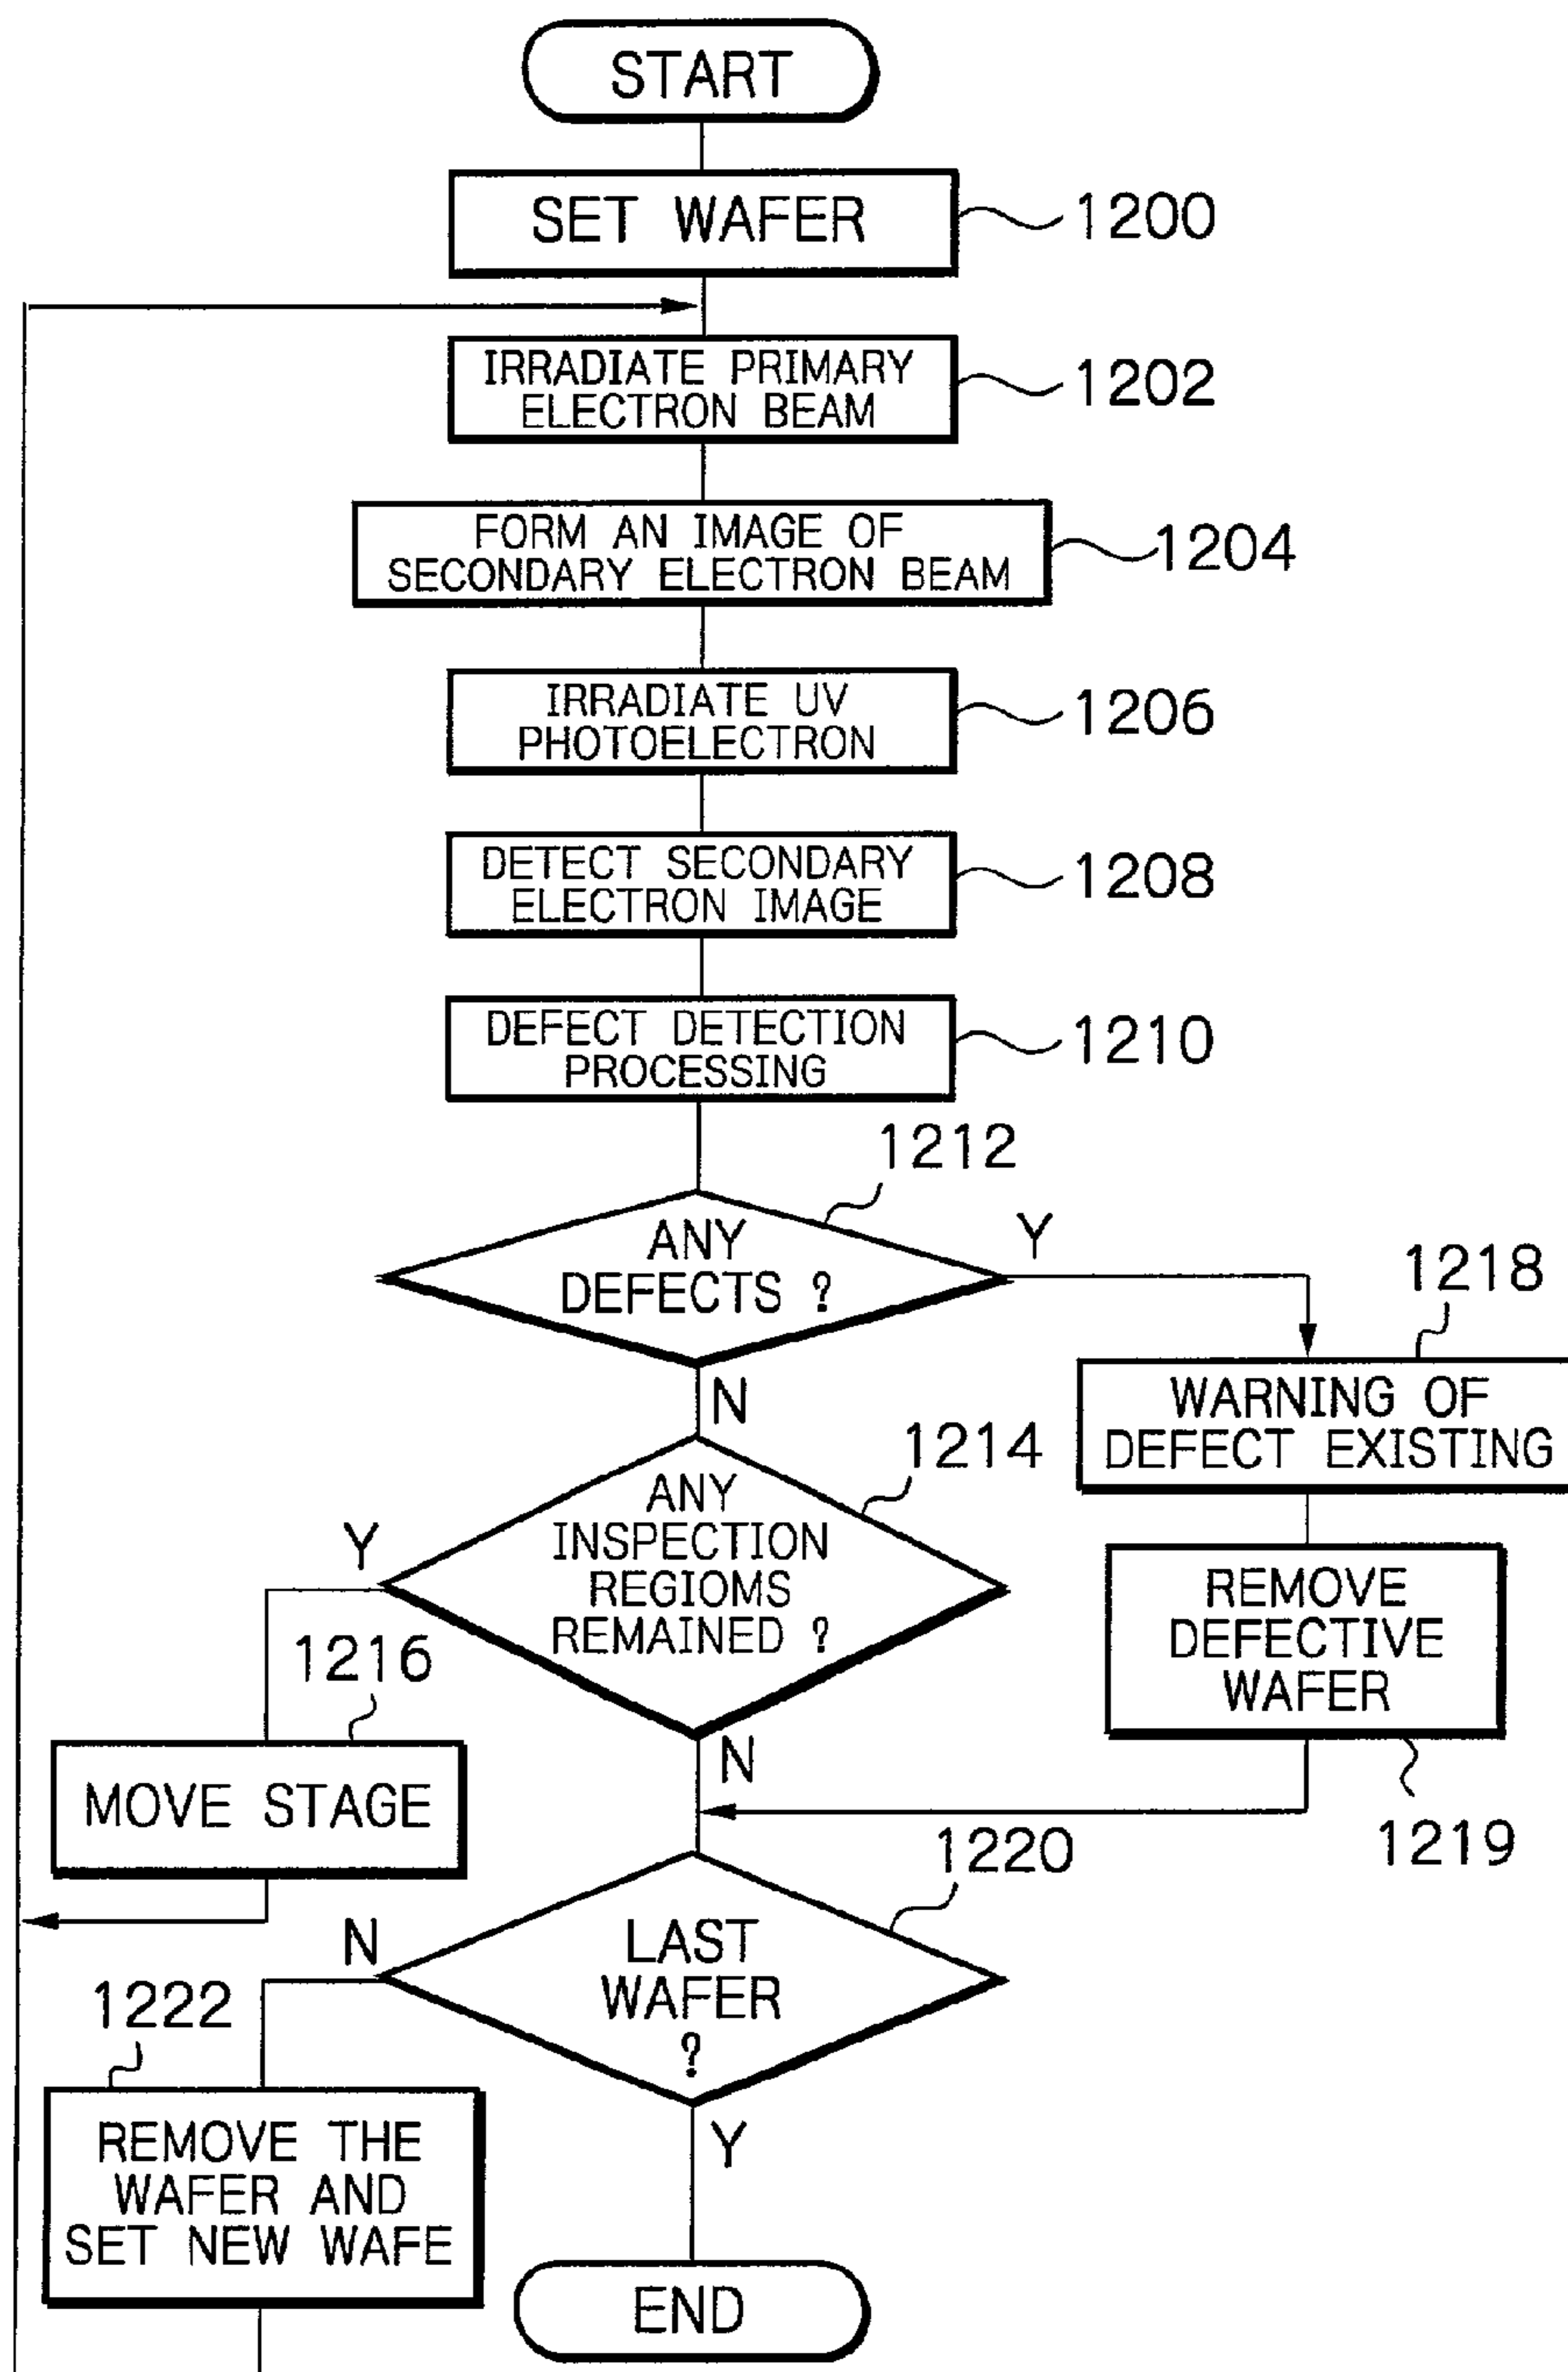 START
SET WAFER
1200
IRRADIATE PRIMARY
ELECTRON BEAM
1202
FORM AN IMAGE OF
SECONDARY ELECTRON BEAM
1204
IRRADIATE UV
PHOTOELECTRON
1206
DETECT SECONDARY
ELECTRON IMAGE
1208
DEFECT DETECTION
PROCESSING
1210
1212
ANY
DEFECTS ?
Y
N
1218
WARNING OF
DEFECT EXISTING
1214
ANY
INSPECTION
REGIOMS
REMAINED ?
Y
N
REMOVE
DEFECTIVE
WAFER
1219
1216
MOVE STAGE
1220
LAST
WAFER
?
N
Y
1222
REMOVE THE
WAFER AND
SET NEW WAFE
END